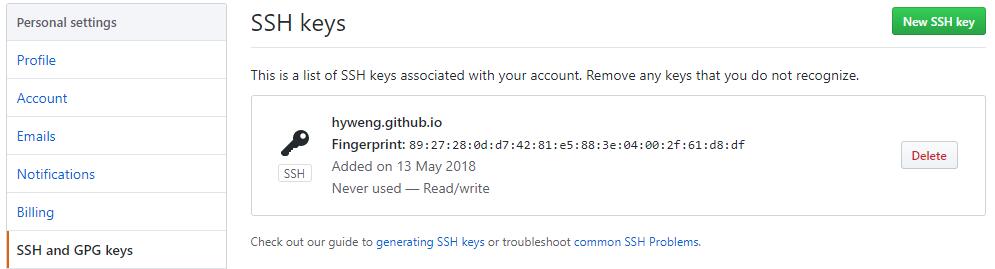 Personal settings
Profile
Account
Emails
Notifications
Billing
SSH and GPG keys
SSH keys
New SSH key
This is a list of SSH keys associated with your account. Remove any keys that you do not recognize.
hyweng.github.io
Fingerprint: 89:27:28:0d:d7:42:81:e5:88:3e:04:00:2f:61:d8:df
Added on 13 May 2018
Never used — Read/write
SSH
Delete
Check out our guide to generating SSH keys or troubleshoot common SSH Problems.